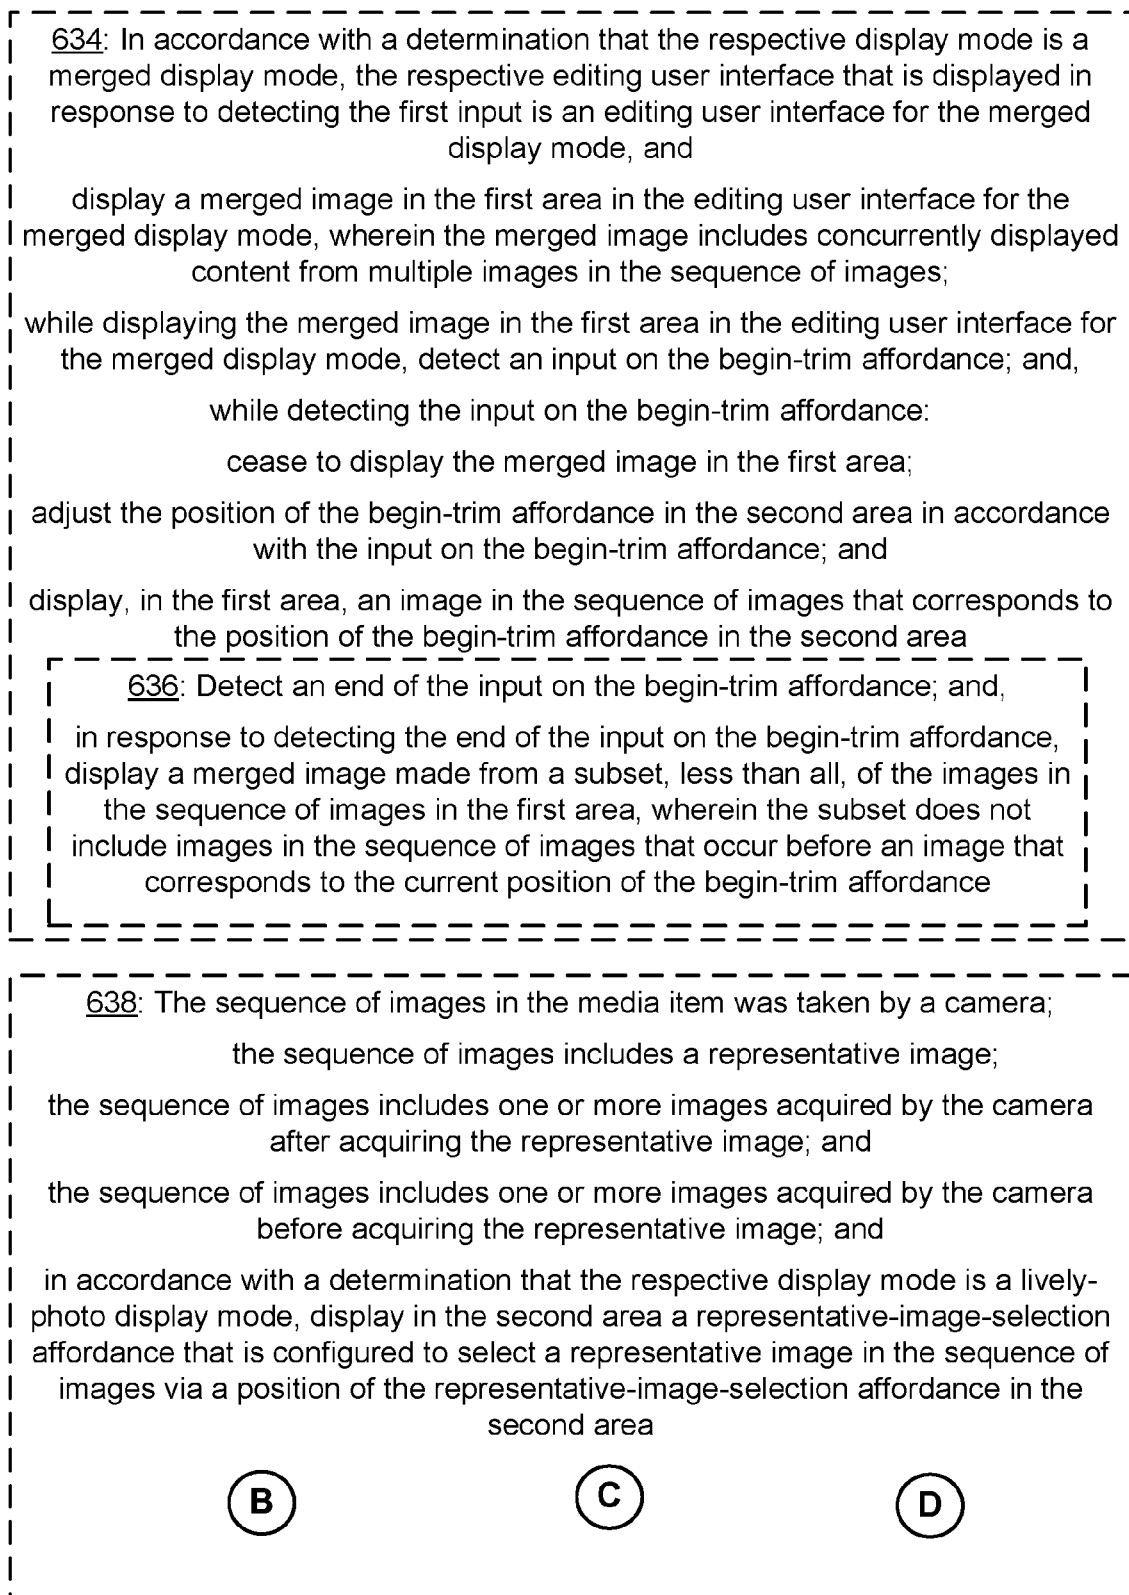 634: In accordance with a determination that the respective display mode is a
merged display mode, the respective editing user interface that is displayed in
response to detecting the first input is an editing user interface for the merged
display mode, and
display a merged image in the first area in the editing user interface for the
merged display mode, wherein the merged image includes concurrently displayed
content from multiple images in the sequence of images;
while displaying the merged image in the first area in the editing user interface for
the merged display mode, detect an input on the begin-trim affordance; and,
while detecting the input on the begin-trim affordance:
cease to display the merged image in the first area;
adjust the position of the begin-trim affordance in the second area in accordance
with the input on the begin-trim affordance; and
display, in the first area, an image in the sequence of images that corresponds to
the position of the begin-trim affordance in the second area
636: Detect an end of the input on the begin-trim affordance; and,
in response to detecting the end of the input on the begin-trim affordance,
display a merged image made from a subset, less than all, of the images in
the sequence of images in the first area, wherein the subset does not
include images in the sequence of images that occur before an image that
corresponds to the current position of the begin-trim affordance
638: The sequence of images in the media item was taken by a camera;
the sequence of images includes a representative image;
the sequence of images includes one or more images acquired by the camera
after acquiring the representative image; and
the sequence of images includes one or more images acquired by the camera
before acquiring the representative image; and
in accordance with a determination that the respective display mode is a lively-
photo display mode, display in the second area a representative-image-selection
affordance that is configured to select a representative image in the sequence of
images via a position of the representative-image-selection affordance in the
second area
B C D